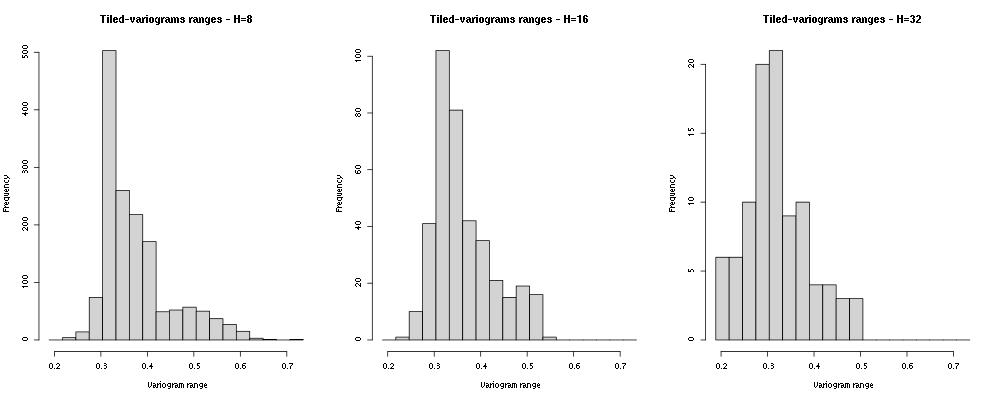 Tiled-variograms ranges - H=8
Frequency
0
100
200
300
400
500
0.2 0.3 0.4 0.5 0.6 0.7
Variogram range
Tiled-variograms ranges - H=16
Frequency
0
20
40
60
80
100
0.2 0.3 0.4 0.5 0.6 0.7
Variogram range
Tiled-variograms ranges - H=32
Frequency
0
5
10
15
20
0.2 0.3 0.4 0.5 0.6 0.7
Variogram range